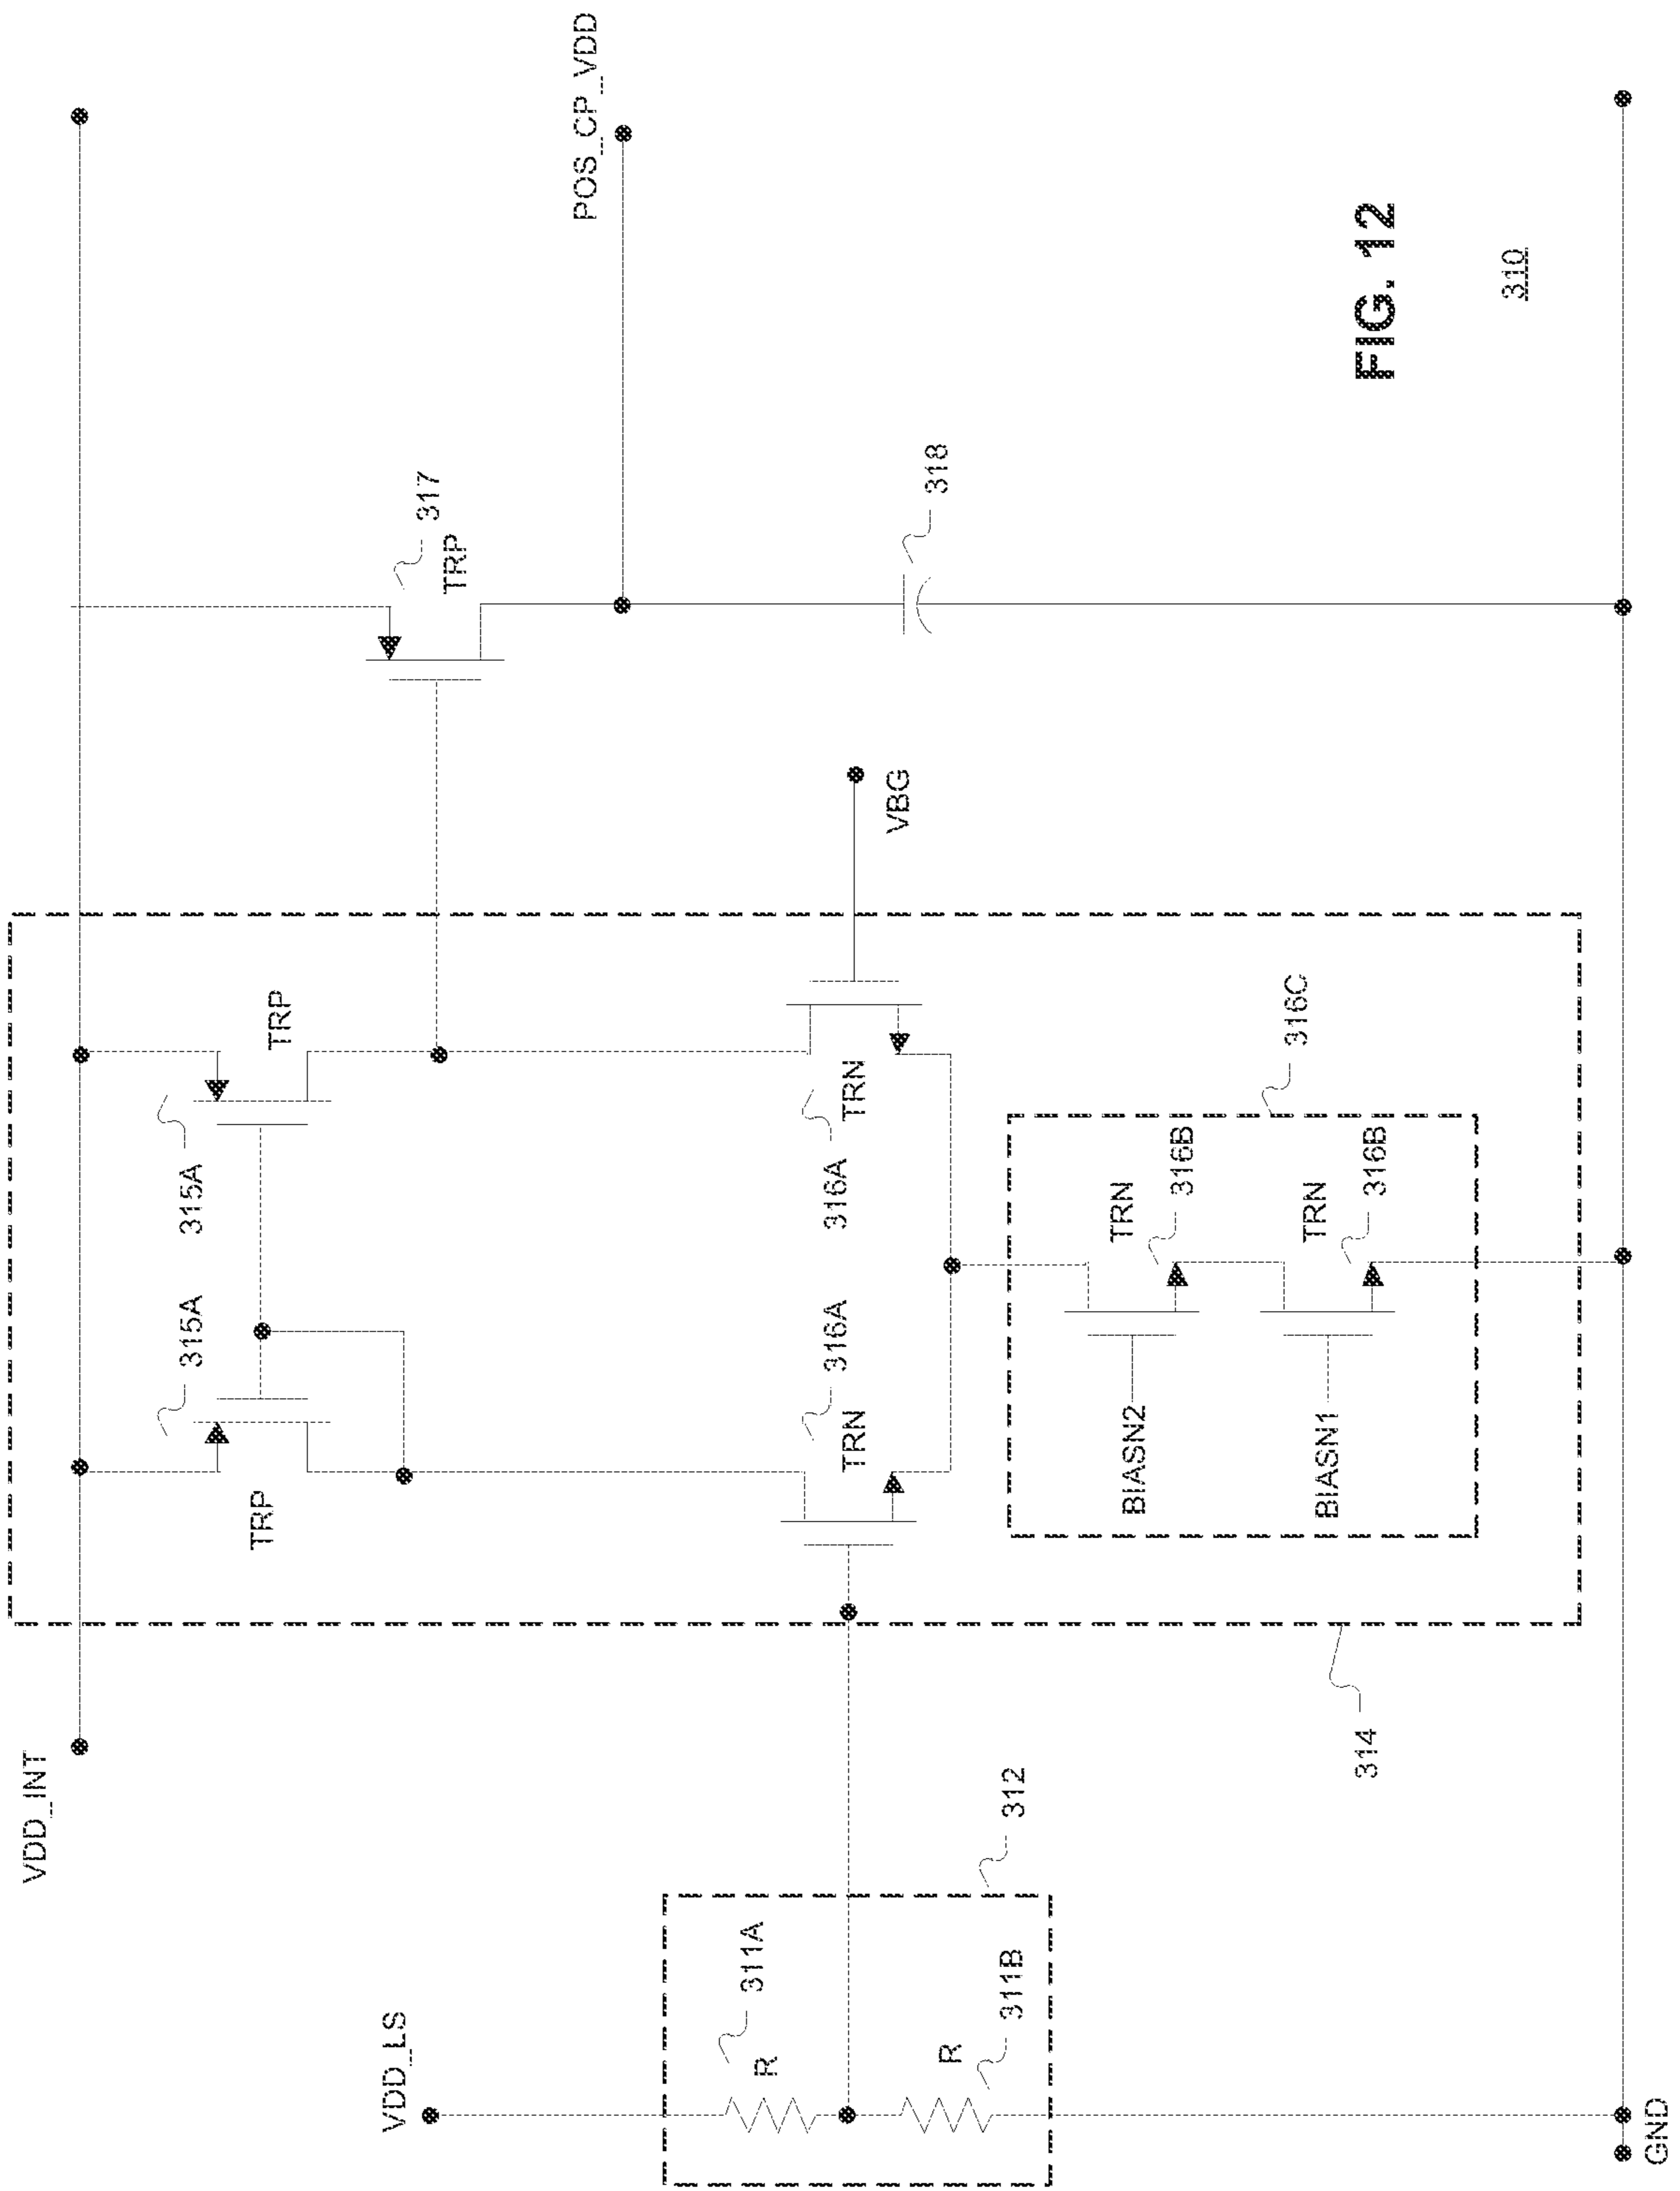 VDD_INT
POS_CP_VDD
VDD_LS
315A
315A
TRP
TRP
317
TRP
311A
R
R
311B
312
316A
316A
TRN
TRN
VBG
318
316C
BIASN2
TRN
316B
BIASN1
TRN
316B
314
GND
FIG. 12
310